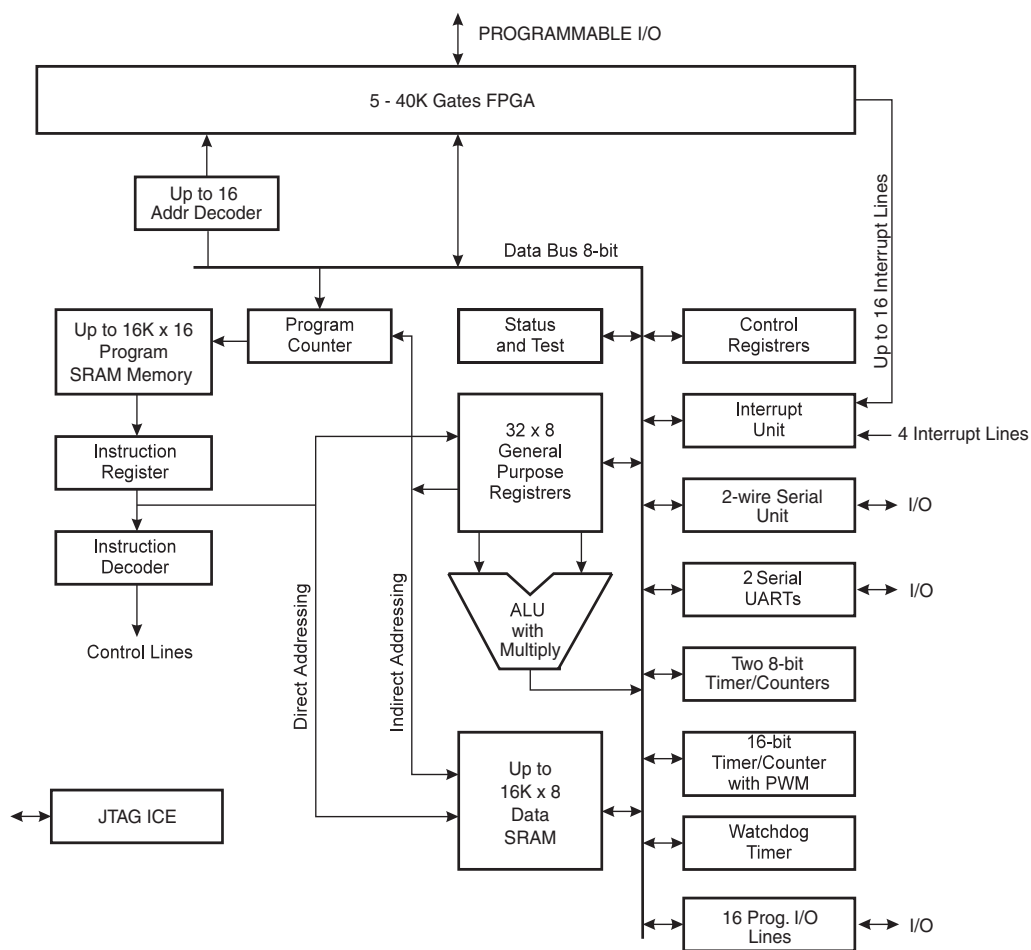 PROGRAMMABLE I/O
5 - 40K Gates FPGA
Up to 16
Addr Decoder
Up to 16 Interrupt Lines
Data Bus 8-bit
Up to 16K x 16
Program
SRAM Memory
Program
Counter
Status
and Test
Control
Registrers
Instruction
Register
32 x 8
General
Purpose
Registrers
Interrupt
Unit
4 Interrupt Lines
2-wire Serial
Unit
I/O
Instruction
Decoder
Control Lines
Direct Addressing
Indirect Addressing
ALU
with
Multiply
2 Serial
UARTs
I/O
Two 8-bit
Timer/Counters
16-bit
Timer/Counter
with PWM
Up to
16K x 8
Data
SRAM
JTAG ICE
Watchdog
Timer
16 Prog. I/O
Lines
I/O